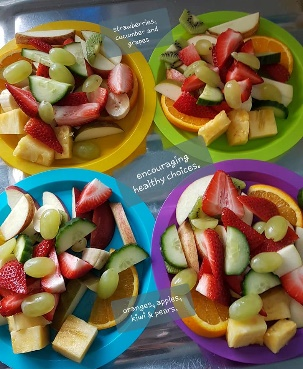 strawberries,
cucumber and
grapes
encouraging
healthy choices,
oranges, apples,
kiwi & pears.